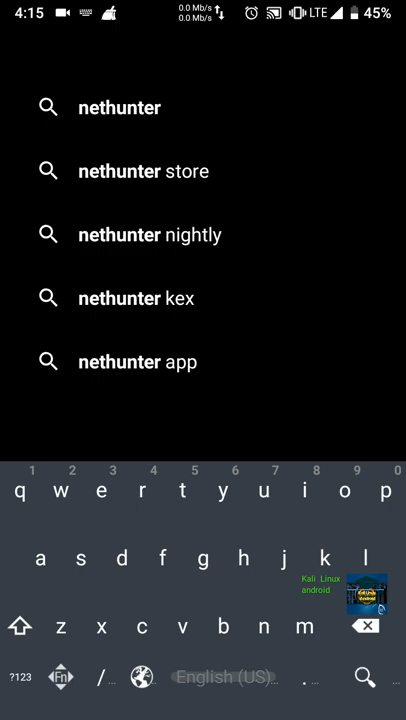 4:15 0.0 Mb/s LTE 45%
0.0 Mb/s
nethunter
nethunter store
nethunter nightly
nethunter kex
nethunter app
1 2 3 4 5 6 7 8 9 0
q w e r t y u i o p
a s d f g h j k l
Kali Linux
android
z x c v b n m
?123 Fn /... English (US) ....